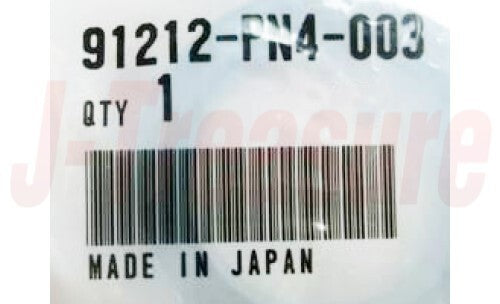 91212-PN4-003
QTY 1
J-Treasure
MADE IN JAPAN